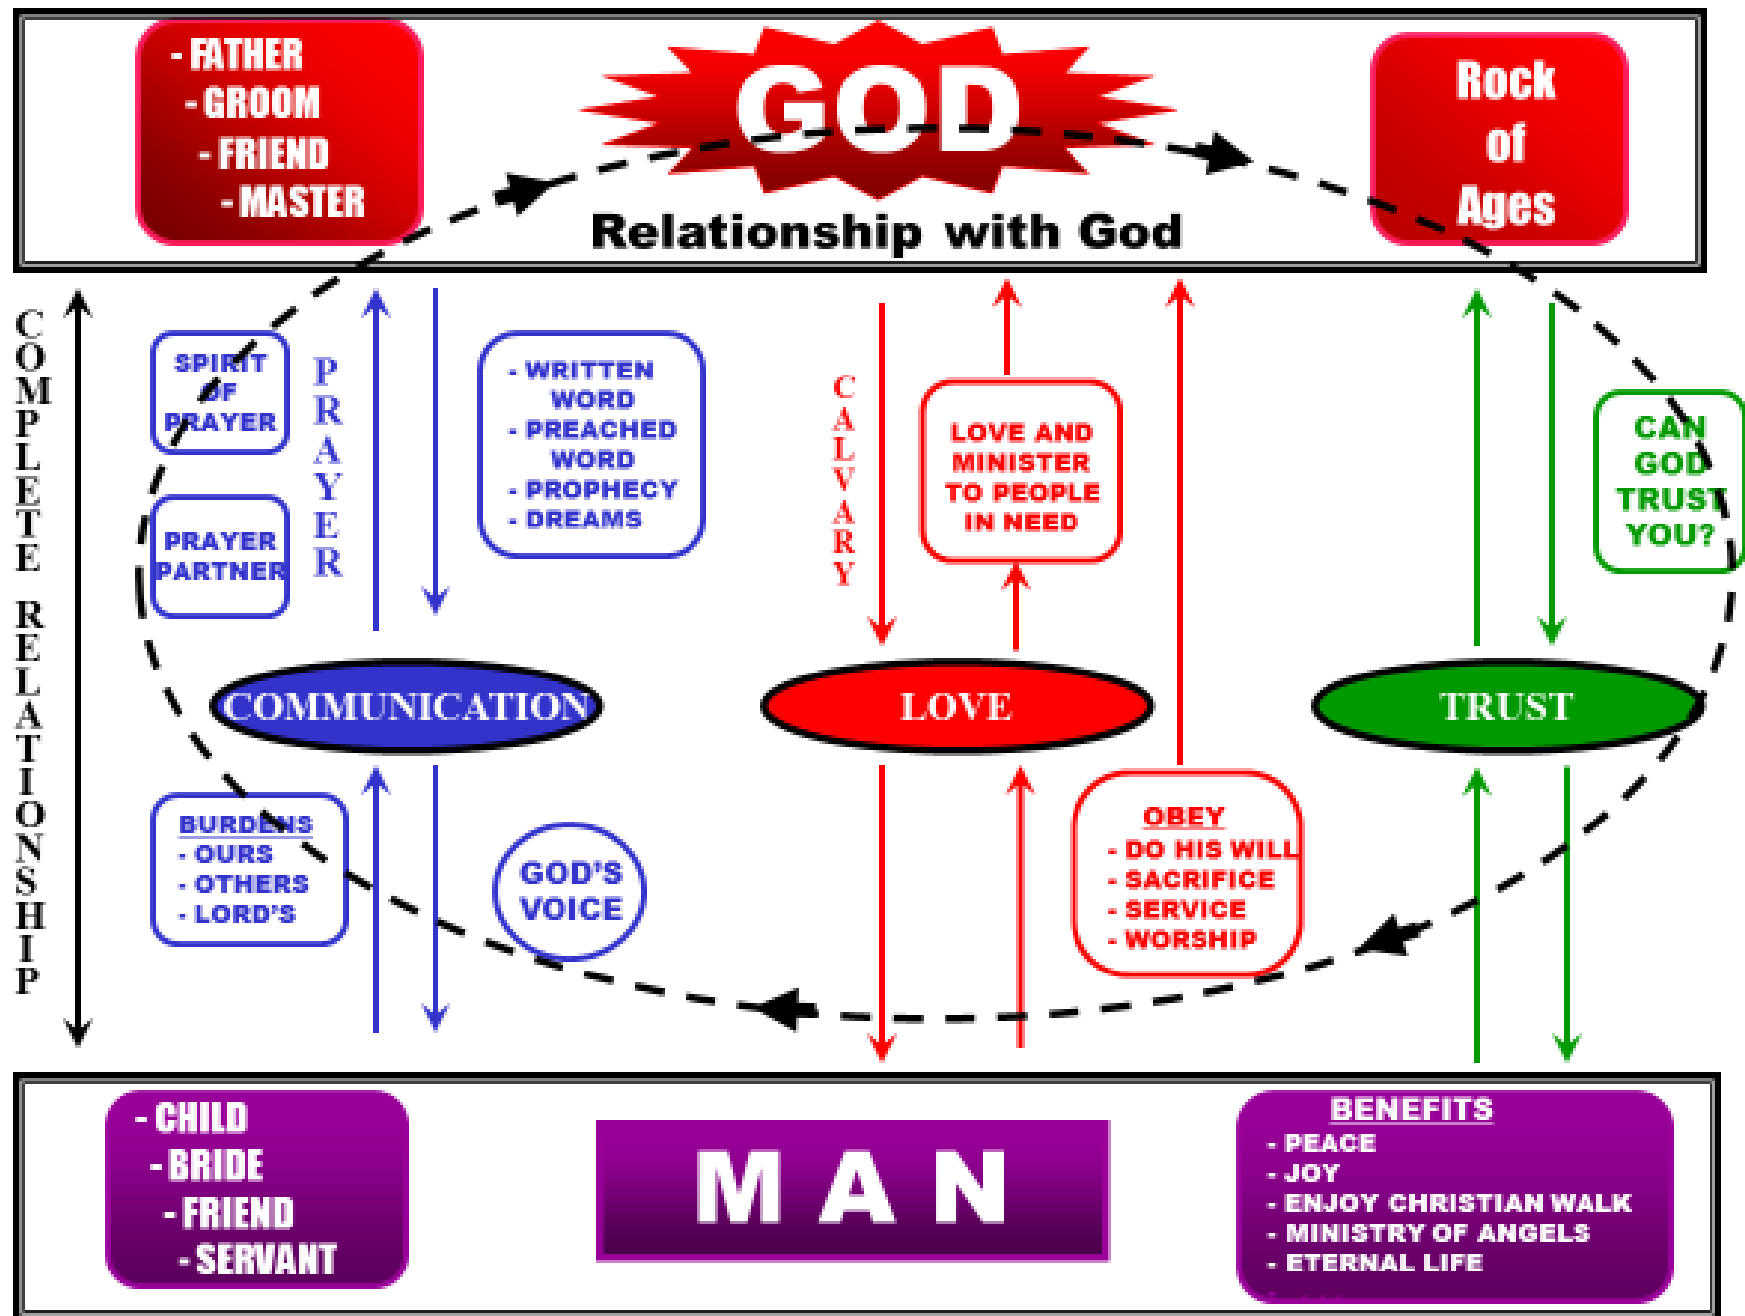 - FATHER
- GROOM
- FRIEND
- MASTER
GOD
Relationship with God
Rock
of
Ages
COMPLETE RELATIONSHIP
SPIRIT
OF
PRAYER
PRAYER
PARTNER
PRAYER
- WRITTEN
WORD
- PREACHED
WORD
- PROPHECY
- DREAMS
CALVARY
LOVE AND
MINISTER
TO PEOPLE
IN NEED
CAN
GOD
TRUST
YOU?
COMMUNICATION
LOVE
TRUST
BURDENS
- OURS
- OTHERS
- LORD'S
GOD'S
VOICE
OBEY
- DO HIS WILL
- SACRIFICE
- SERVICE
- WORSHIP
- CHILD
- BRIDE
- FRIEND
- SERVANT
M A N
BENEFITS
- PEACE
- JOY
- ENJOY CHRISTIAN WALK
- MINISTRY OF ANGELS
- ETERNAL LIFE